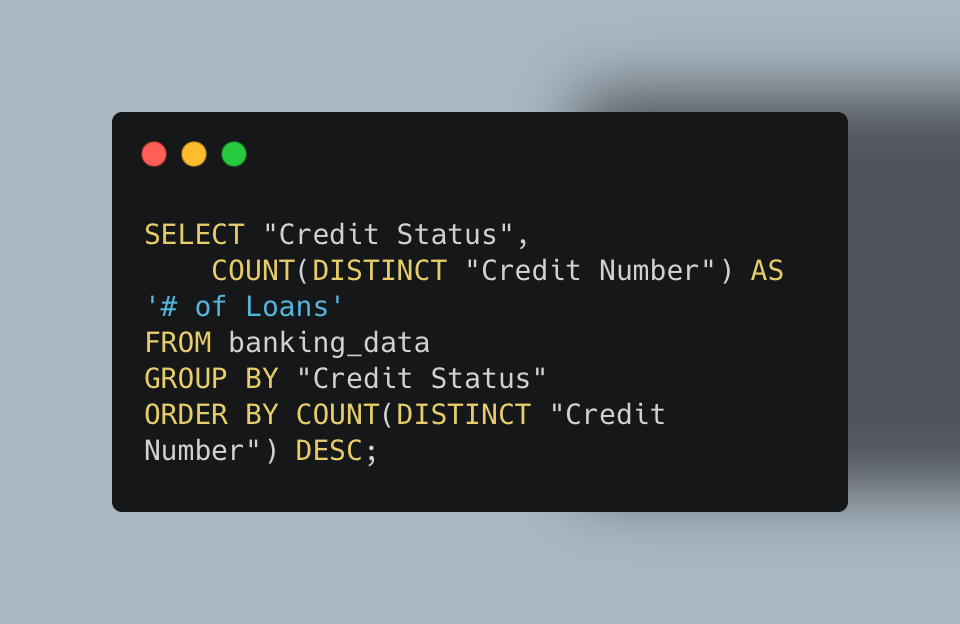 SELECT "Credit Status",
    COUNT(DISTINCT "Credit Number") AS
'# of Loans'
FROM banking_data
GROUP BY "Credit Status"
ORDER BY COUNT(DISTINCT "Credit
Number") DESC;